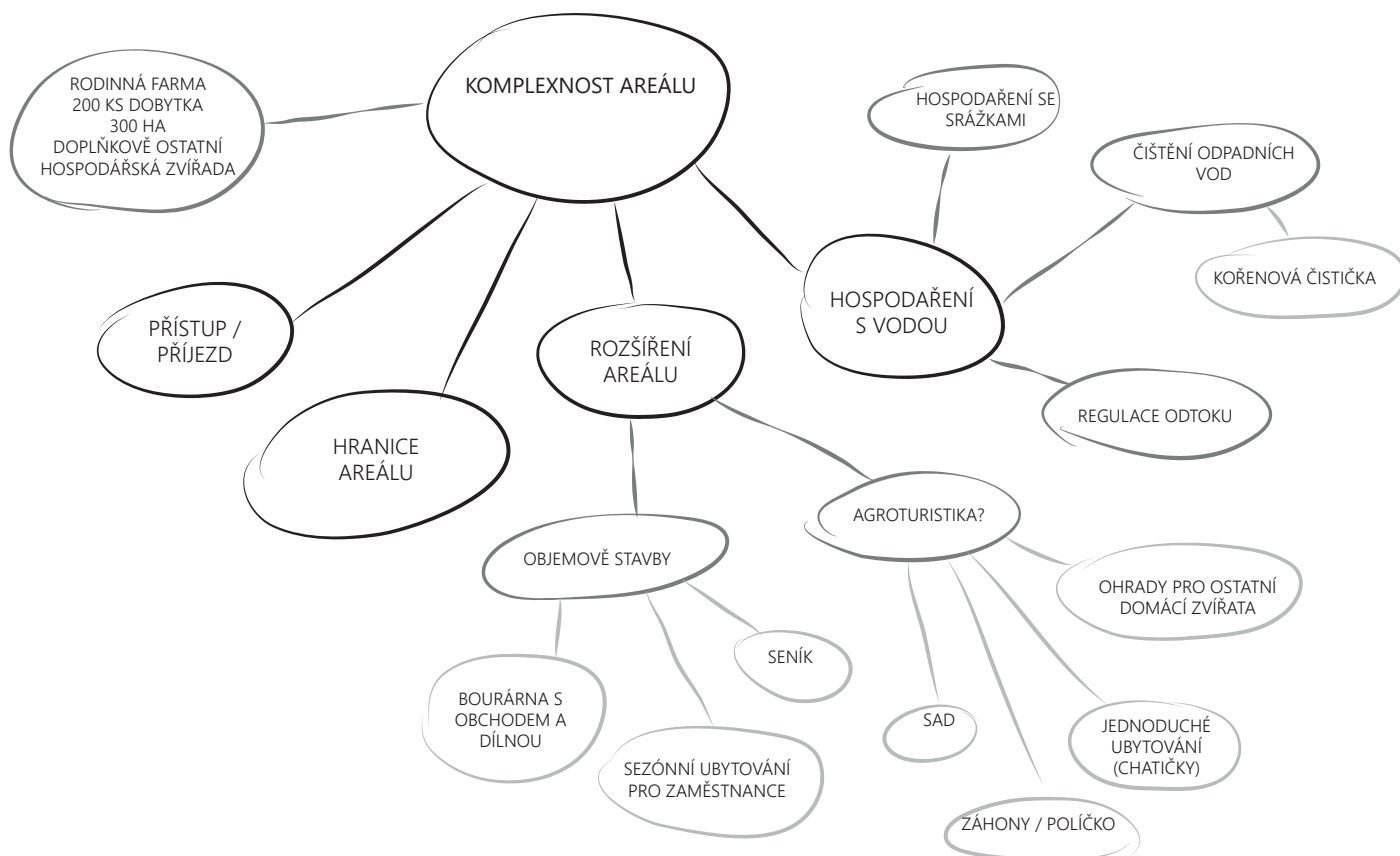 KOMPLEXNOST AREÁLU
RODINNÁ FARMA
200 KS DOBYTKA
300 HA
DOPLŇKOVĚ OSTATNÍ
HOSPODÁŘSKÁ ZVÍŘADA
HOSPODAŘENÍ SE
SRÁŽKAMI
ČIŠTĚNÍ ODPADNÍCH
VOD
KOŘENOVÁ ČISTIČKA
HOSPODAŘENÍ
S VODOU
PŘÍSTUP /
PŘÍJEZD
ROZŠÍŘENÍ
AREÁLU
REGULACE ODTOKU
HRANICE
AREÁLU
AGROTURISTIKA?
OBJEMOVĚ STAVBY
OHRADY PRO OSTATNÍ
DOMÁCÍ ZVÍŘATA
SENÍK
BOURÁRNA S
OBCHODEM A
DÍLNOU
SAD
JEDNODUCHÉ
UBYTOVÁNÍ
(CHATIČKY)
SEZÓNNÍ UBYTOVÁNÍ
PRO ZAMĚSTNANCE
ZÁHONY / POLÍČKO